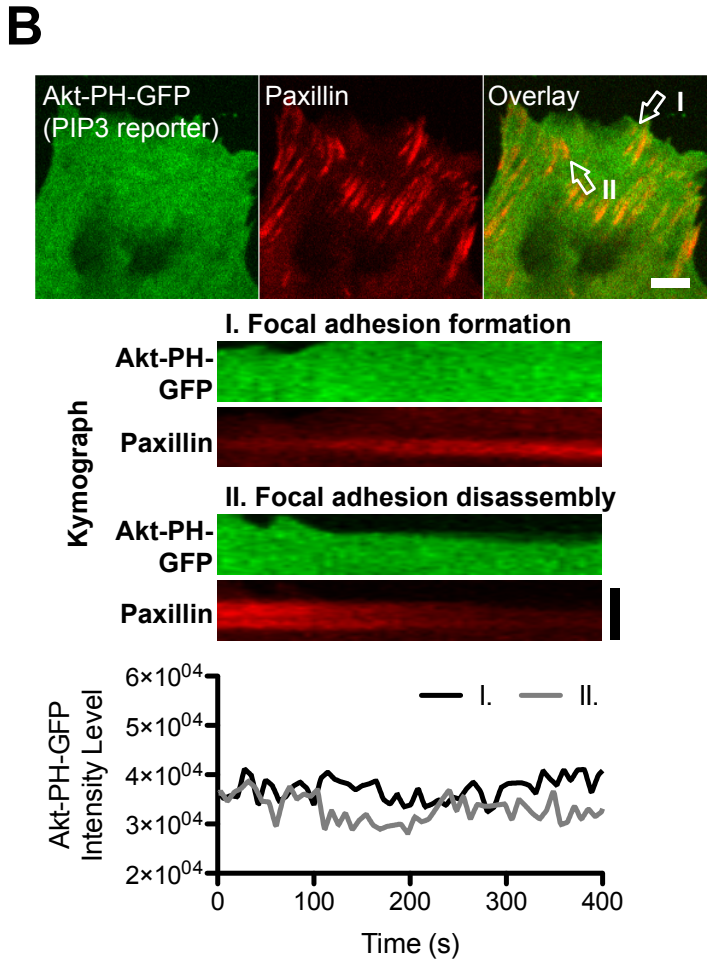 B
Akt-PH-GFP
(PIP3 reporter)
Paxillin
Overlay
I
II
I. Focal adhesion formation
Akt-PH-
GFP
Paxillin
II. Focal adhesion disassembly
Akt-PH-
GFP
Paxillin
Kymograph
6×10⁰⁴
5×10⁰⁴
4×10⁰⁴
3×10⁰⁴
2×10⁰⁴
Akt-PH-GFP
Intensity Level
I.
II.
0 100 200 300 400
Time (s)